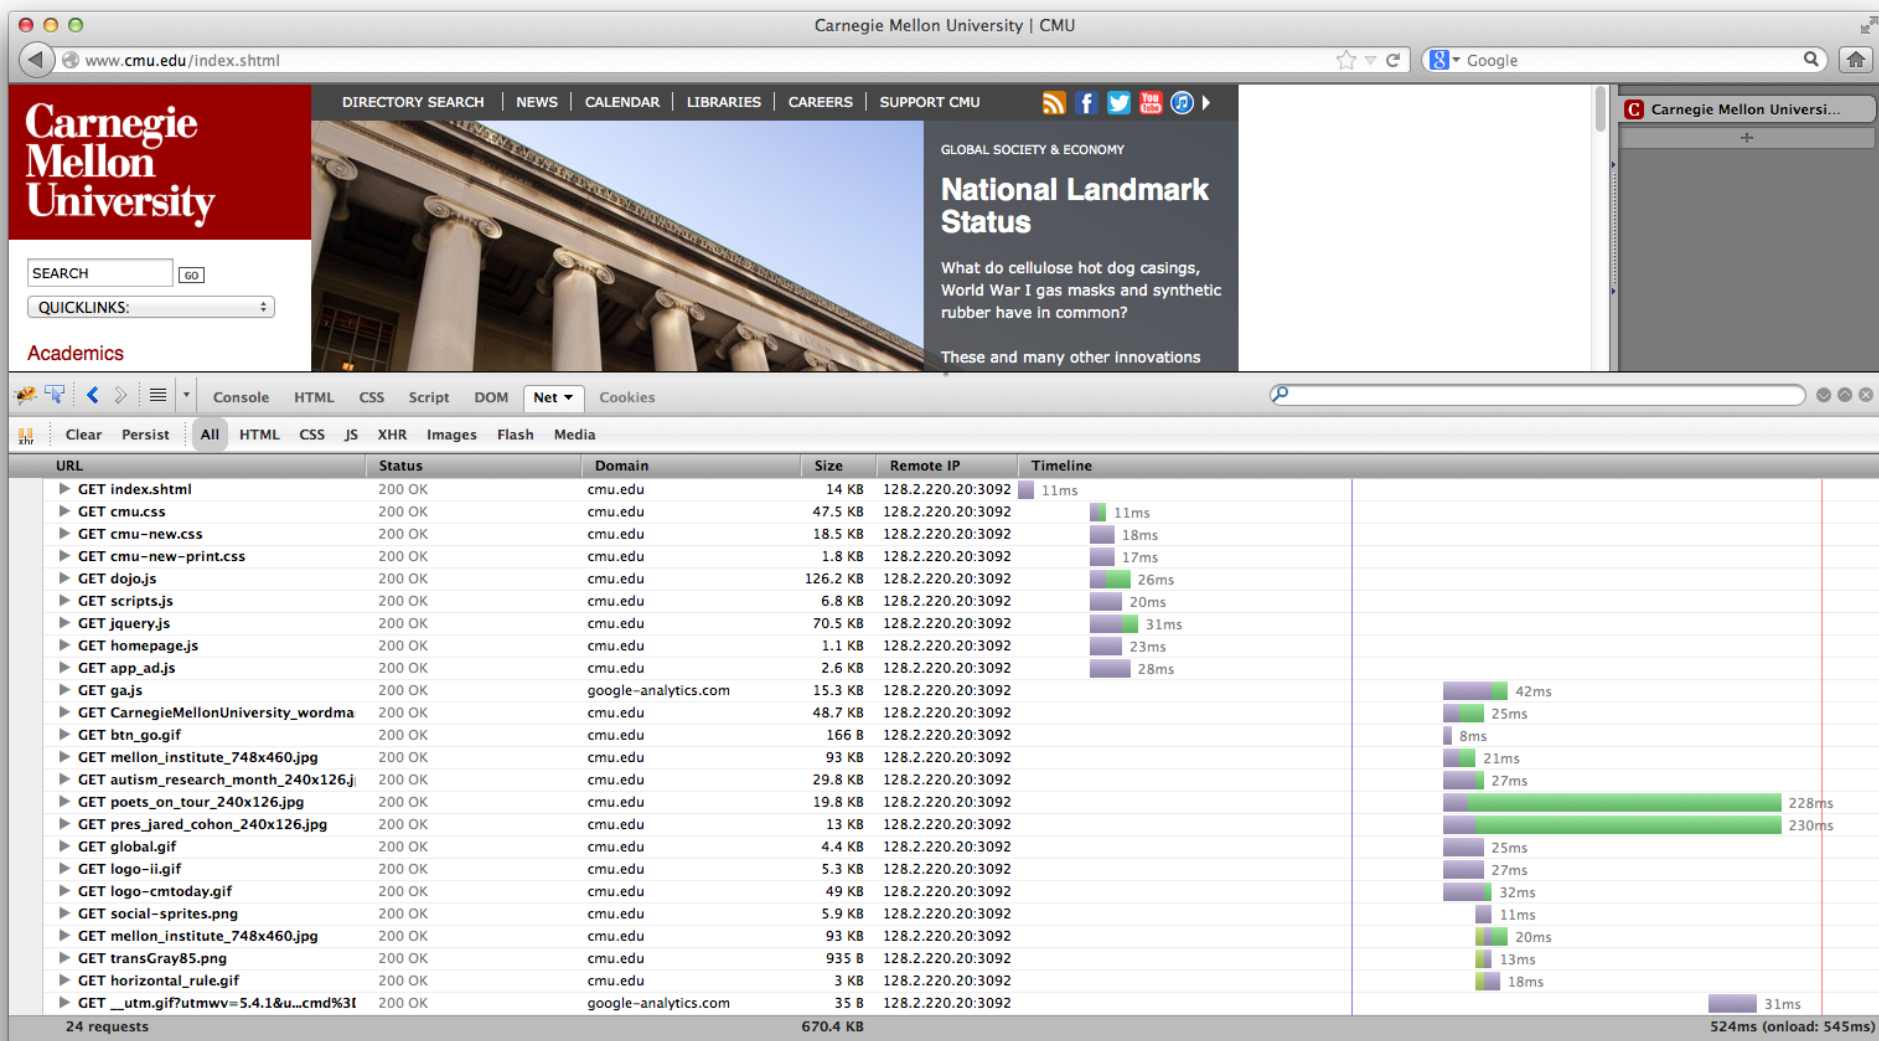 Carnegie Mellon University | CMU
www.cmu.edu/index.shtml
Google
Carnegie
Mellon
University
DIRECTORY SEARCH NEWS CALENDAR LIBRARIES CAREERS SUPPORT CMU
You
Tube
C Carnegie Mellon Universi...
GLOBAL SOCIETY & ECONOMY
National Landmark
Status
What do cellulose hot dog casings,
World War I gas masks and synthetic
rubber have in common?
These and many other innovations
SEARCH GO
QUICKLINKS:
Academics
Console HTML CSS Script DOM Net Cookies
xhr Clear Persist All HTML CSS JS XHR Images Flash Media
URL Status Domain Size Remote IP Timeline
GET index.shtml 200 OK cmu.edu 14 KB 128.2.220.20:3092 11ms
GET cmu.css 200 OK cmu.edu 47.5 KB 128.2.220.20:3092 11ms
GET cmu-new.css 200 OK cmu.edu 18.5 KB 128.2.220.20:3092 18ms
GET cmu-new-print.css 200 OK cmu.edu 1.8 KB 128.2.220.20:3092 17ms
GET dojo.js 200 OK cmu.edu 126.2 KB 128.2.220.20:3092 26ms
GET scripts.js 200 OK cmu.edu 6.8 KB 128.2.220.20:3092 20ms
GET jquery.js 200 OK cmu.edu 70.5 KB 128.2.220.20:3092 31ms
GET homepage.js 200 OK cmu.edu 1.1 KB 128.2.220.20:3092 23ms
GET app_ad.js 200 OK cmu.edu 2.6 KB 128.2.220.20:3092 28ms
GET ga.js 200 OK google-analytics.com 15.3 KB 128.2.220.20:3092 42ms
GET CarnegieMellonUniversity_wordma 200 OK cmu.edu 48.7 KB 128.2.220.20:3092 25ms
GET btn_go.gif 200 OK cmu.edu 166 B 128.2.220.20:3092 8ms
GET mellon_institute_748x460.jpg 200 OK cmu.edu 93 KB 128.2.220.20:3092 21ms
GET autism_research_month_240x126.j 200 OK cmu.edu 29.8 KB 128.2.220.20:3092 27ms
GET poets_on_tour_240x126.jpg 200 OK cmu.edu 19.8 KB 128.2.220.20:3092 228ms
GET pres_jared_cohon_240x126.jpg 200 OK cmu.edu 13 KB 128.2.220.20:3092 230ms
GET global.gif 200 OK cmu.edu 4.4 KB 128.2.220.20:3092 25ms
GET logo-ii.gif 200 OK cmu.edu 5.3 KB 128.2.220.20:3092 27ms
GET logo-cmtoday.gif 200 OK cmu.edu 49 KB 128.2.220.20:3092 32ms
GET social-sprites.png 200 OK cmu.edu 5.9 KB 128.2.220.20:3092 11ms
GET mellon_institute_748x460.jpg 200 OK cmu.edu 93 KB 128.2.220.20:3092 20ms
GET transGray85.png 200 OK cmu.edu 935 B 128.2.220.20:3092 13ms
GET horizontal_rule.gif 200 OK cmu.edu 3 KB 128.2.220.20:3092 18ms
GET __utm.gif?utmwv=5.4.1&u...cmd%3D 200 OK google-analytics.com 35 B 128.2.220.20:3092 31ms
24 requests 670.4 KB 524ms (onload: 545ms)